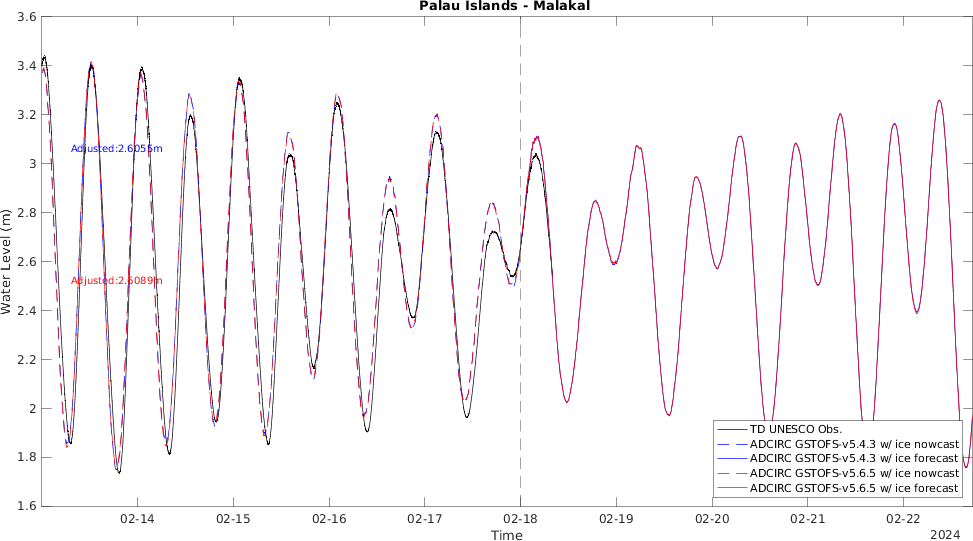 Palau Islands - Malakal
3.6
3.4
3.2
3
2.8
2.6
2.4
2.2
2
1.8
1.6
Water Level (m)
Adjusted:2.6055m
Adjusted:2.6089m
TD UNESCO Obs.
ADCIRC GSTOFS-v5.4.3 w/ ice nowcast
ADCIRC GSTOFS-v5.4.3 w/ ice forecast
ADCIRC GSTOFS-v5.6.5 w/ ice nowcast
ADCIRC GSTOFS-v5.6.5 w/ ice forecast
02-14 02-15 02-16 02-17 02-18 02-19 02-20 02-21 02-22
Time
2024